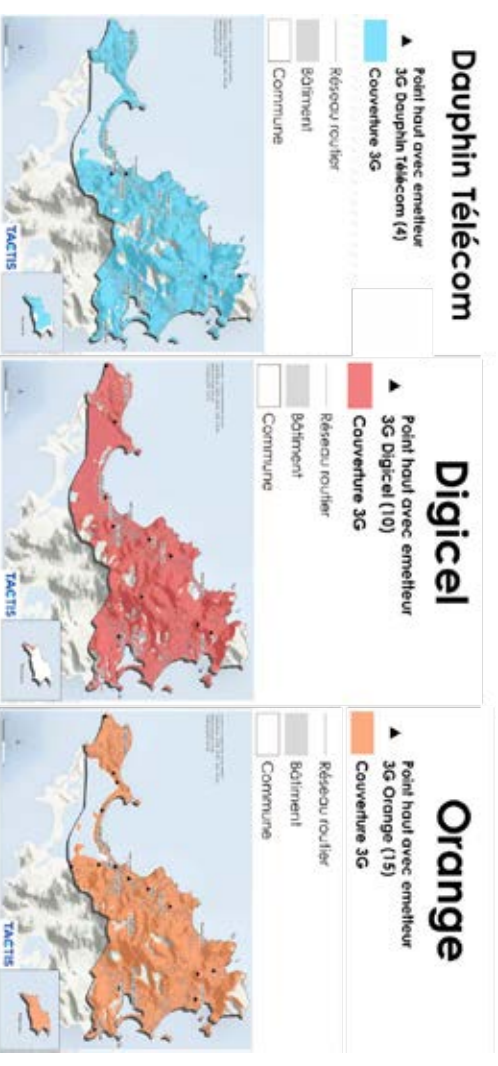 Dauphin Télécom
Point haut avec emetteur
3G Dauphin Télécom (4)
Couverture 3G
Réseau routier
Bâtiment
Commune
TACTIS
Digicel
Point haut avec emetteur
3G Digicel (10)
Couverture 3G
Réseau routier
Bâtiment
Commune
TACTIS
Orange
Point haut avec emetteur
3G Orange (15)
Couverture 3G
Réseau routier
Bâtiment
Commune
TACTIS